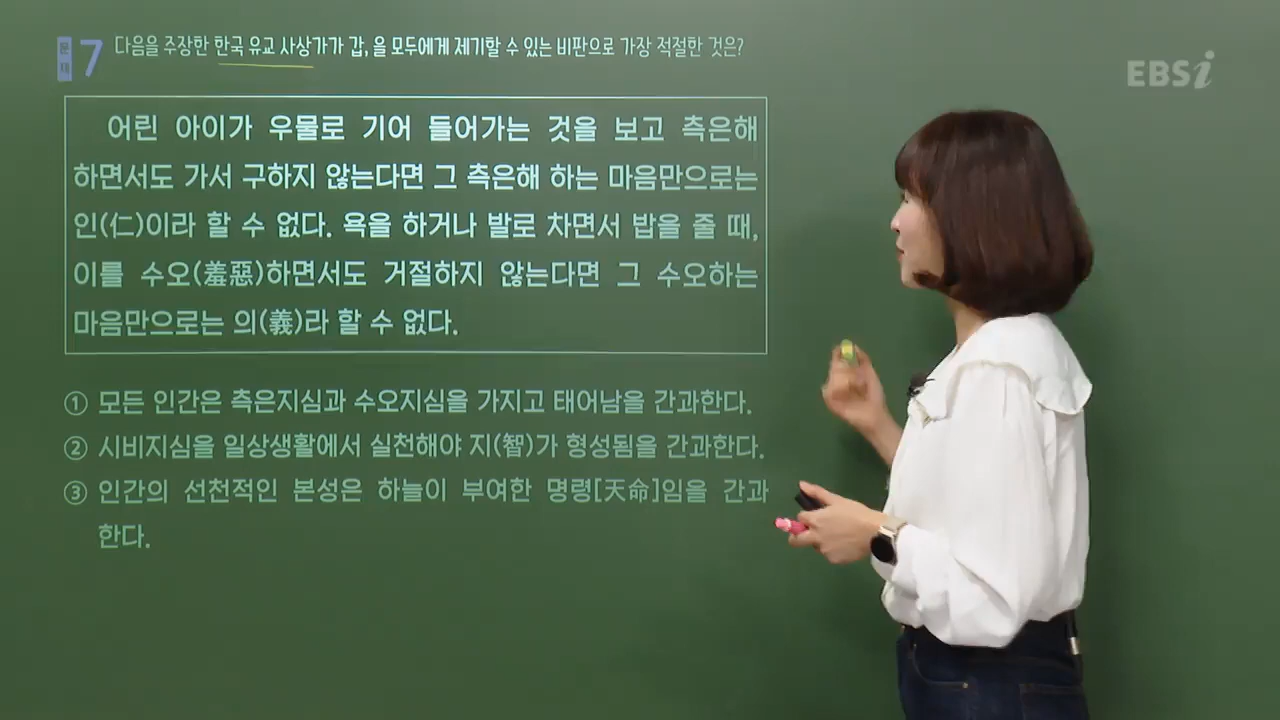 문제 7 다음을 주장한 한국 유교 사상가가 갑, 을 모두에게 제기할 수 있는 비판으로 가장 적절한 것은?
EBSi
어린 아이가 우물로 기어 들어가는 것을 보고 측은해
하면서도 가서 구하지 않는다면 그 측은해 하는 마음만으로는
인(仁)이라 할 수 없다. 욕을 하거나 발로 차면서 밥을 줄 때,
이를 수오(羞惡)하면서도 거절하지 않는다면 그 수오하는
마음만으로는 의(義)라 할 수 없다.
① 모든 인간은 측은지심과 수오지심을 가지고 태어남을 간과한다.
② 시비지심을 일상생활에서 실천해야 지(智)가 형성됨을 간과한다.
③ 인간의 선천적인 본성은 하늘이 부여한 명령[天命]임을 간과
한다.